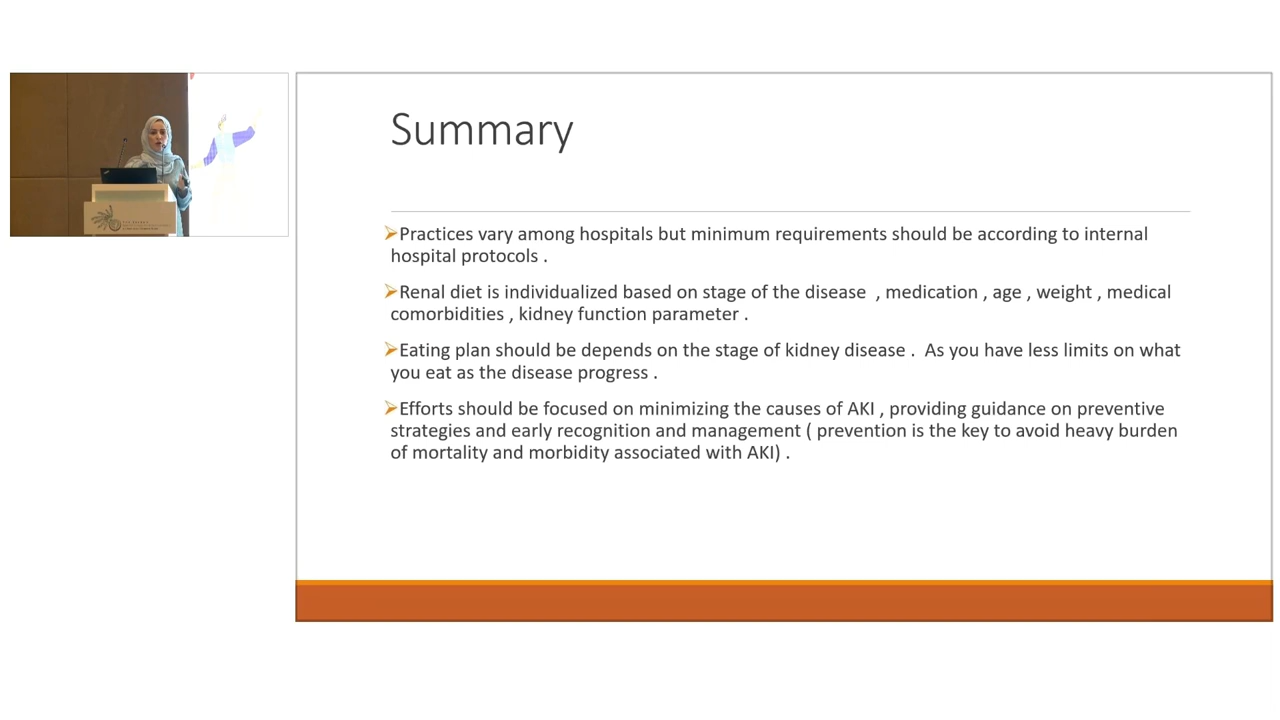 Summary
➢Practices vary among hospitals but minimum requirements should be according to internal
hospital protocols .
➢Renal diet is individualized based on stage of the disease  , medication , age , weight , medical
comorbidities , kidney function parameter .
➢Eating plan should be depends on the stage of kidney disease .  As you have less limits on what
you eat as the disease progress .
➢Efforts should be focused on minimizing the causes of AKI , providing guidance on preventive
strategies and early recognition and management ( prevention is the key to avoid heavy burden
of mortality and morbidity associated with AKI) .